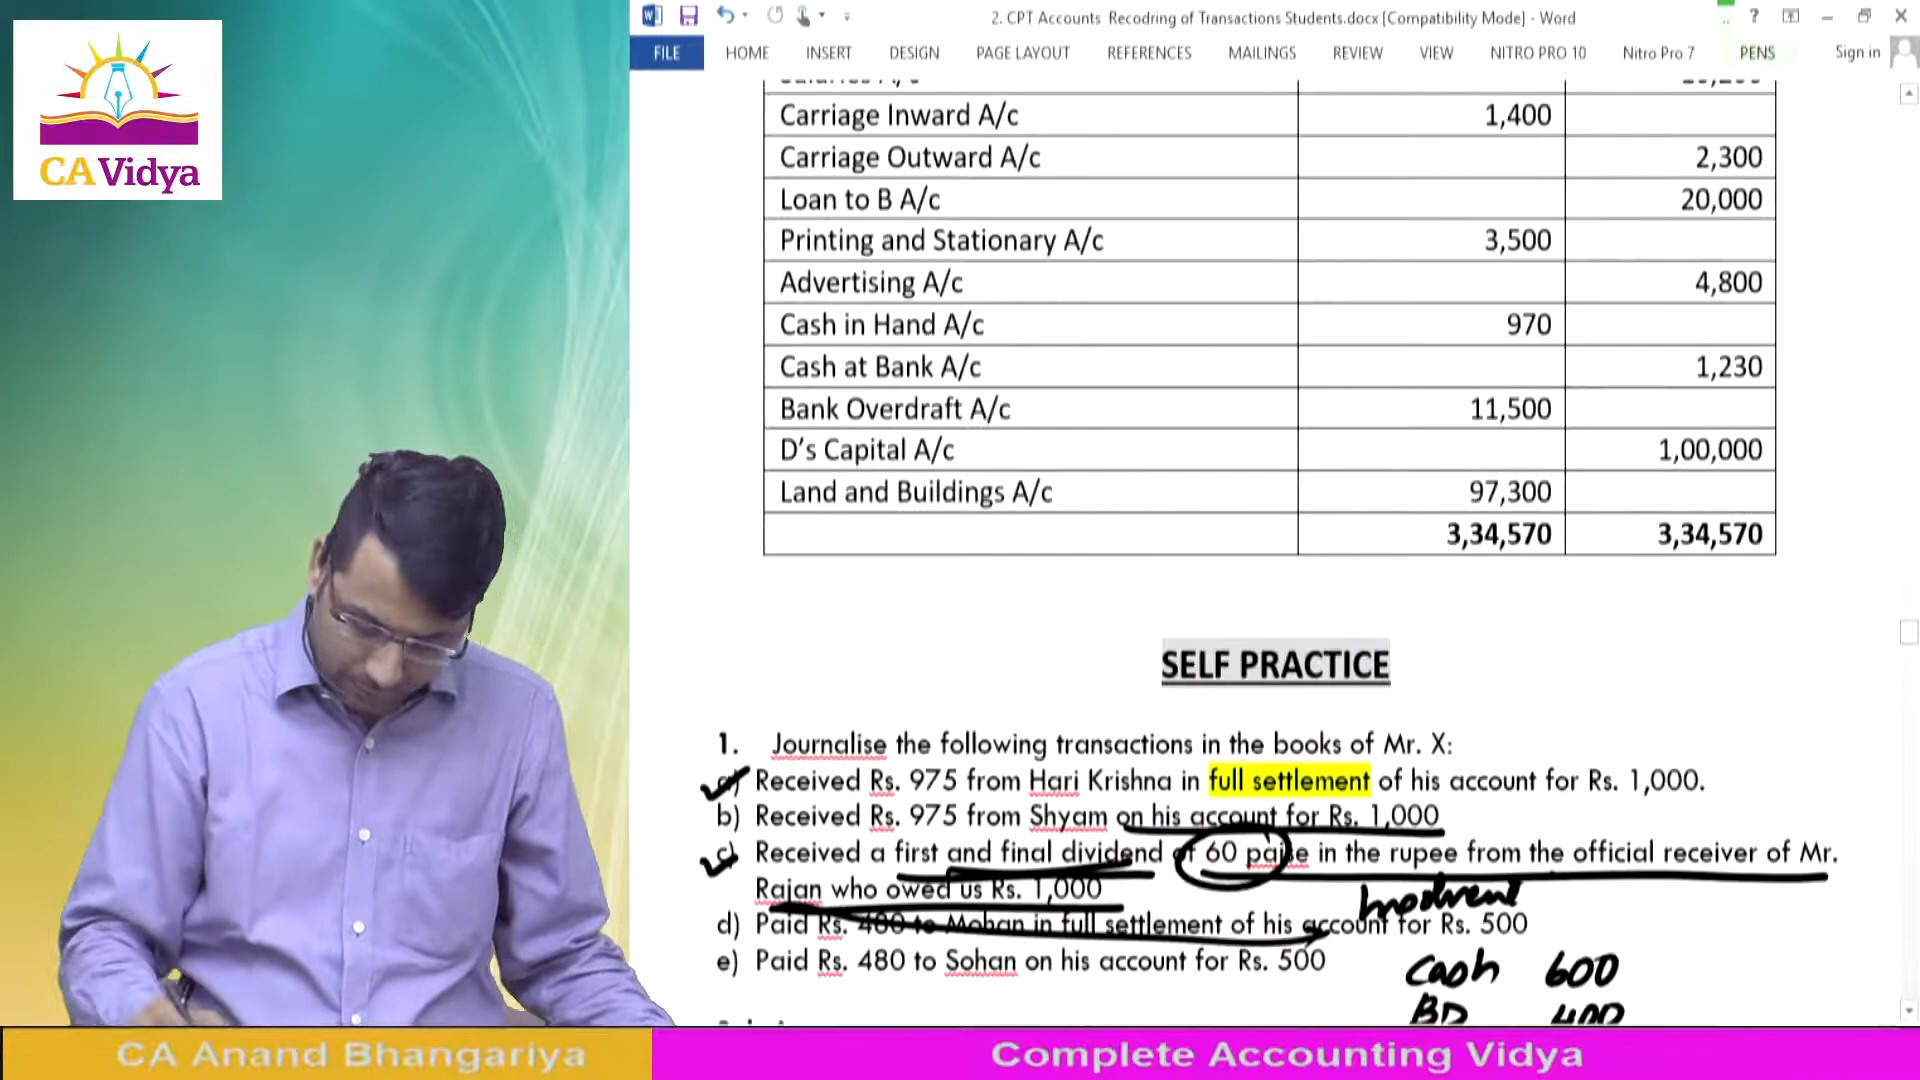 2. CPT Accounts Recodring of Transactions Students.docx [Compatibility Mode] - Word
FILE HOME INSERT DESIGN PAGE LAYOUT REFERENCES MAILINGS REVIEW VIEW NITRO PRO 10 Nitro Pro 7 PENS Sign in
CA Vidya
Carriage Inward A/c 1,400
Carriage Outward A/c 2,300
Loan to B A/c 20,000
Printing and Stationary A/c 3,500
Advertising A/c 4,800
Cash in Hand A/c 970
Cash at Bank A/c 1,230
Bank Overdraft A/c 11,500
D’s Capital A/c 1,00,000
Land and Buildings A/c 97,300
3,34,570 3,34,570
SELF PRACTICE
1. Journalise the following transactions in the books of Mr. X:
a) Received Rs. 975 from Hari Krishna in full settlement of his account for Rs. 1,000.
b) Received Rs. 975 from Shyam on his account for Rs. 1,000
c) Received a first and final dividend of 60 paise in the rupee from the official receiver of Mr.
Rajan who owed us Rs. 1,000
Insolvent
d) Paid Rs. 480 to Mohan in full settlement of his account for Rs. 500
e) Paid Rs. 480 to Sohan on his account for Rs. 500
Cash 600
BD 400
CA Anand Bhangariya
Complete Accounting Vidya